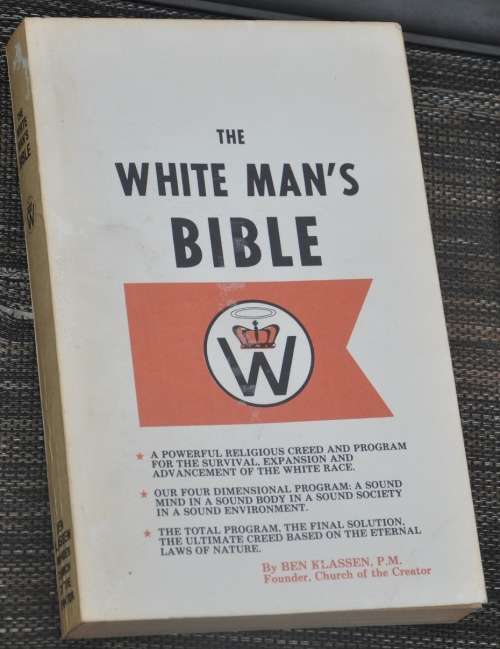 THE
WHITE MAN'S
BIBLE
W
★ A POWERFUL RELIGIOUS CREED AND PROGRAM
FOR THE SURVIVAL, EXPANSION AND
ADVANCEMENT OF THE WHITE RACE.
★ OUR FOUR DIMENSIONAL PROGRAM: A SOUND
MIND IN A SOUND BODY IN A SOUND SOCIETY
IN A SOUND ENVIRONMENT.
★ THE TOTAL PROGRAM, THE FINAL SOLUTION,
THE ULTIMATE CREED BASED ON THE ETERNAL
LAWS OF NATURE.
By BEN KLASSEN, P.M.
Founder, Church of the Creator
THE
WHITE
MAN'S
BIBLE
W
BEN
KLASSEN